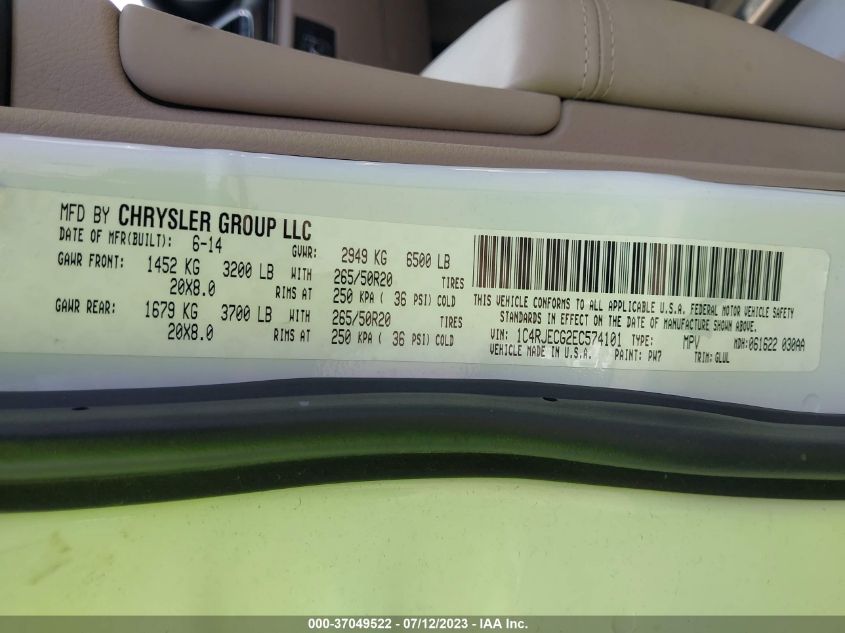 MFD BY CHRYSLER GROUP LLC
DATE OF MFR(BUILT): 6-14 GVWR: 2949 KG 6500 LB
GAWR FRONT: 1452 KG 3200 LB WITH 265/50R20 TIRES
20X8.0 RIMS AT 250 KPA ( 36 PSI) COLD
GAWR REAR: 1679 KG 3700 LB WITH 265/50R20 TIRES
20X8.0 RIMS AT 250 KPA ( 36 PSI) COLD
THIS VEHICLE CONFORMS TO ALL APPLICABLE U.S.A. FEDERAL MOTOR VEHICLE SAFETY
STANDARDS IN EFFECT ON THE DATE OF MANUFACTURE SHOWN ABOVE.
VIN: 1C4RJECG2EC574101 TYPE: MPV MDH:061622 030AA
VEHICLE MADE IN U.S.A. PAINT: PW7 TRIM: GLUL
000-37049522 - 07/12/2023 - IAA Inc.